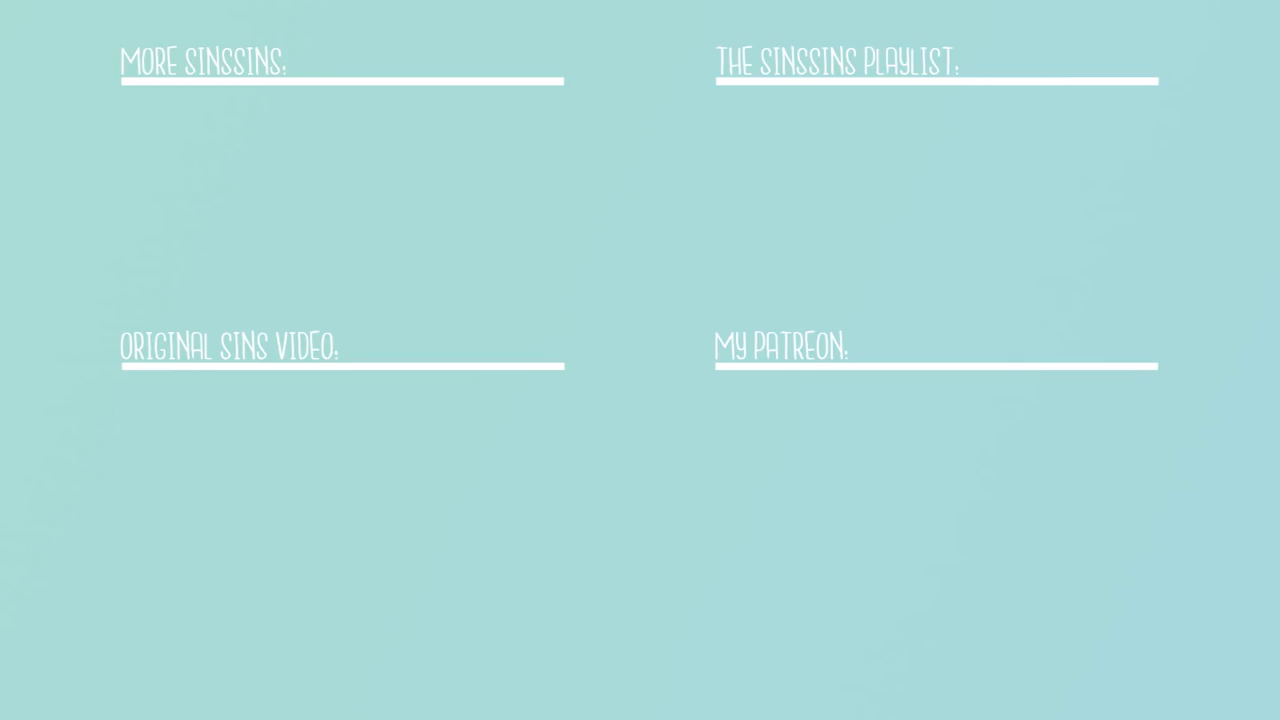 MORE SINSSINS:
THE SINSSINS PLAYLIST:
ORIGINAL SINS VIDEO:
MY PATREON: